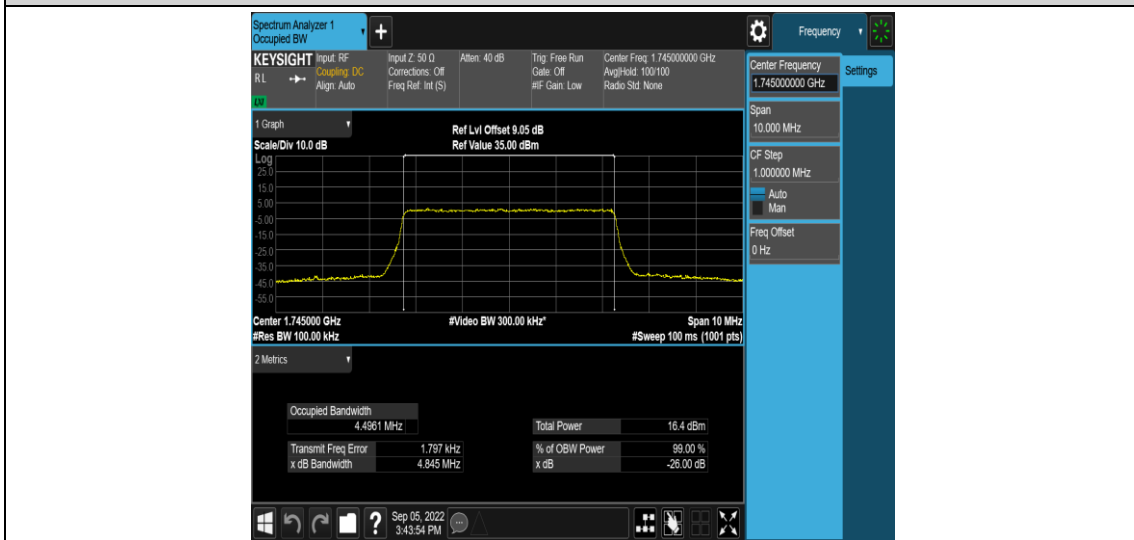 Spectrum Analyzer 1
Occupied BW
+
Frequency
KEYSIGHT
RL
Input: RF
Coupling: DC
Align: Auto
Input Z: 50 Ω
Corrections: Off
Freq Ref: Int (S)
Atten: 40 dB
Trig: Free Run
Gate: Off
#IF Gain: Low
Center Freq: 1.745000000 GHz
Avg|Hold: 100/100
Radio Std: None
Center Frequency
1.745000000 GHz
Settings
Span
10.000 MHz
CF Step
1.000000 MHz
Auto
Man
Freq Offset
0 Hz
1 Graph
Ref Lvl Offset 9.05 dB
Scale/Div 10.0 dB
Ref Value 35.00 dBm
Log
25.0
15.0
5.00
-5.00
-15.0
-25.0
-35.0
-45.0
-55.0
Center 1.745000 GHz
#Video BW 300.00 kHz*
Span 10 MHz
#Res BW 100.00 kHz
#Sweep 100 ms (1001 pts)
2 Metrics
Occupied Bandwidth
4.4961 MHz
Total Power 16.4 dBm
Transmit Freq Error 1.797 kHz
% of OBW Power 99.00 %
x dB Bandwidth 4.845 MHz
x dB -26.00 dB
?
Sep 05, 2022
3:43:54 PM